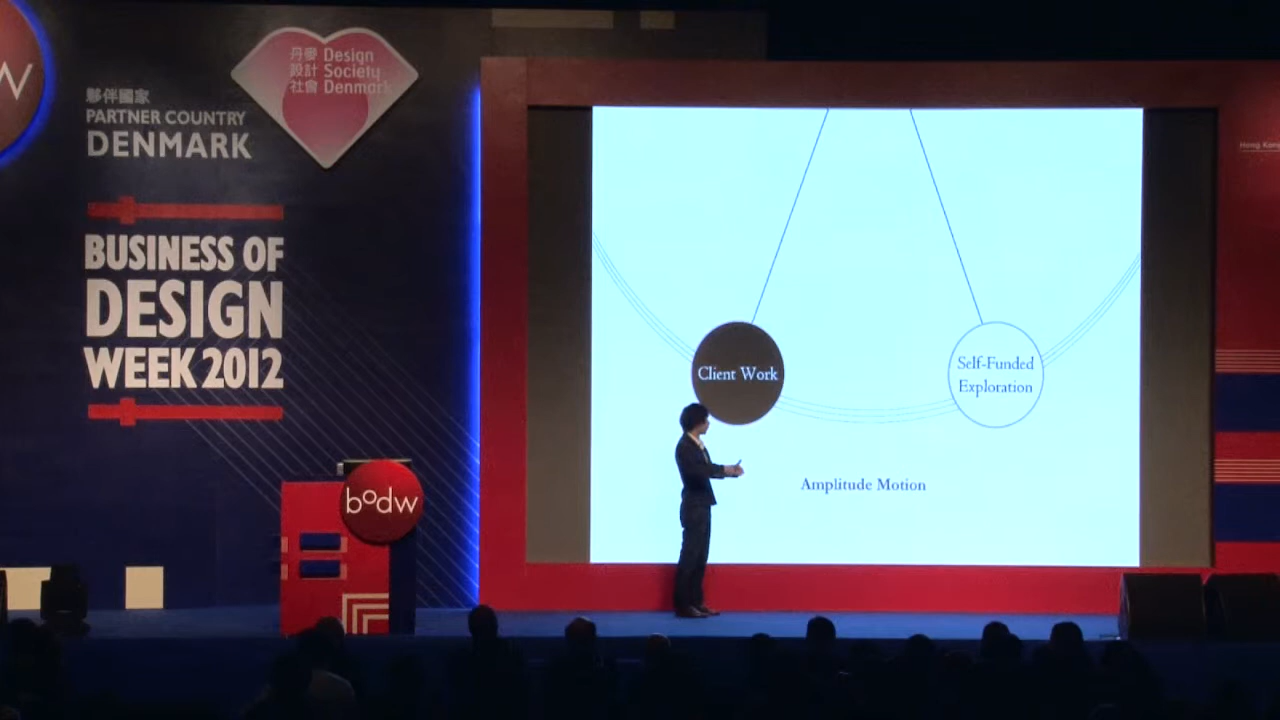 W
夥伴國家
PARTNER COUNTRY
DENMARK
丹麥 Design
設計 Society
社會 Denmark
BUSINESS OF
DESIGN
WEEK 2012
bodw
Client Work
Self-Funded
Exploration
Amplitude Motion